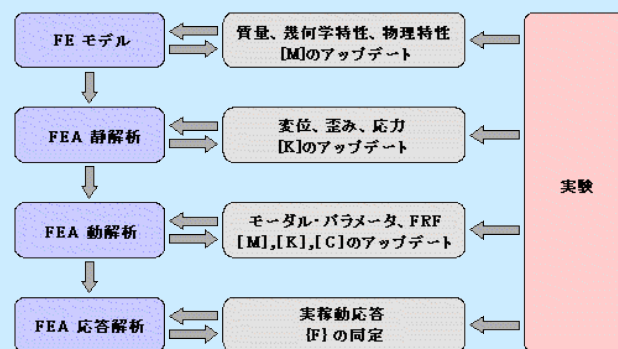 FE モデル
質量、幾何学特性、物理特性
[M]のアップデート
FEA 静解析
変位、歪み、応力
[K]のアップデート
実験
FEA 動解析
モーダル・パラメータ、FRF
[M],[K],[C]のアップデート
FEA 応答解析
実稼動応答
{F} の同定